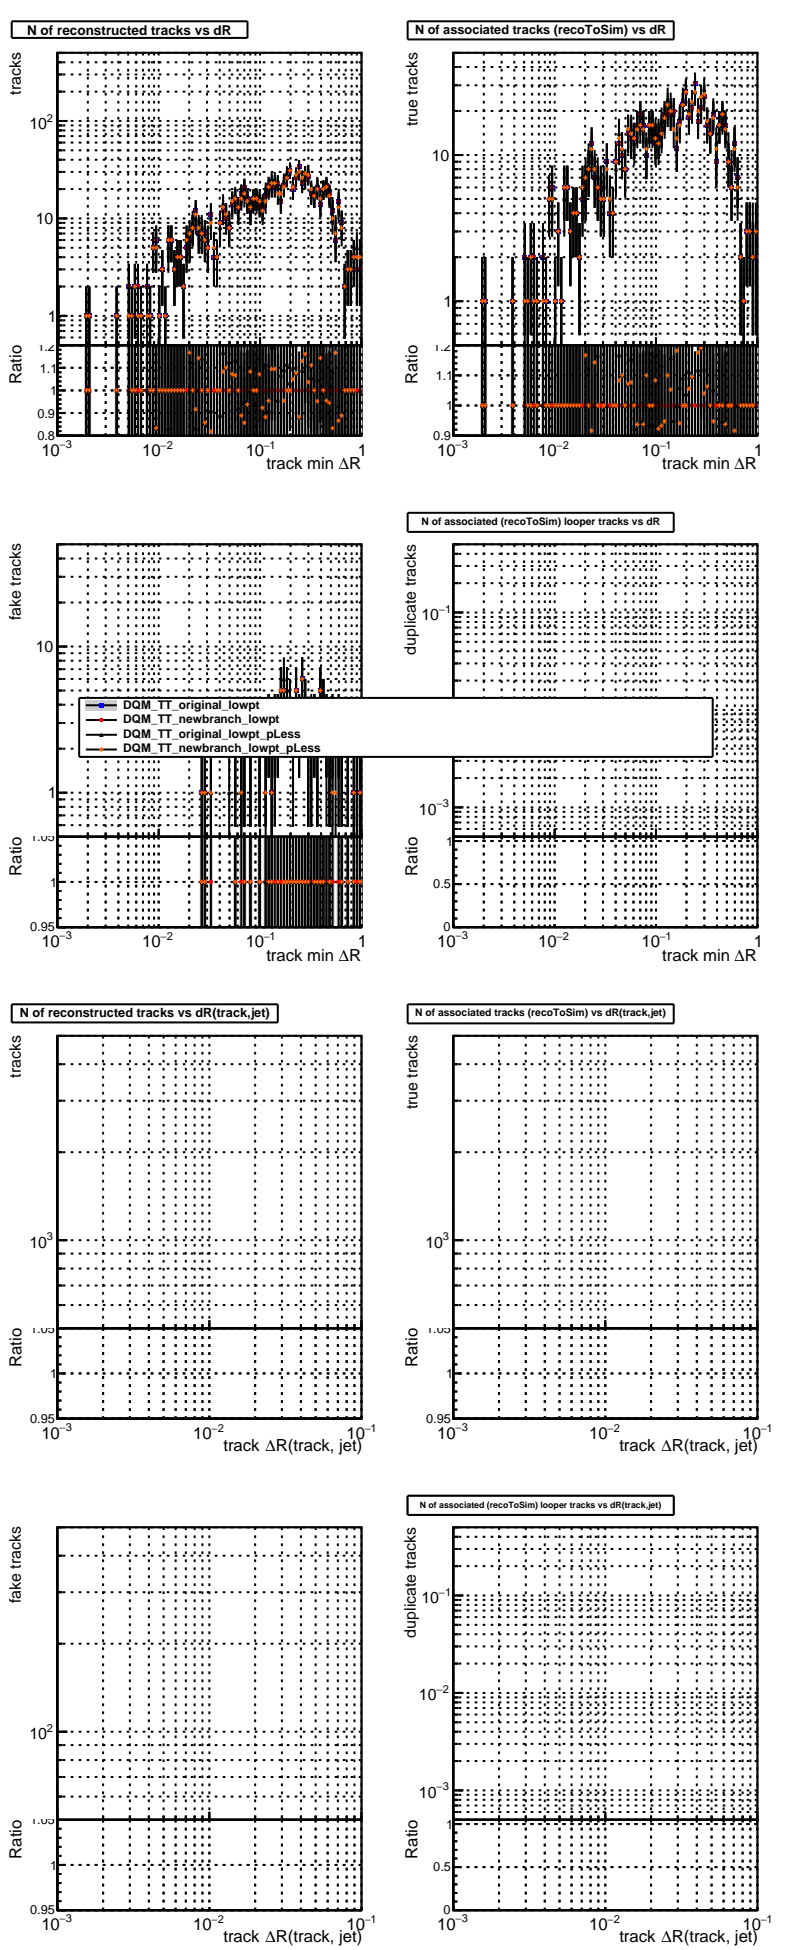 N of reconstructed tracks vs dR
tracks
10²
10
1
Ratio
1.2
1.1
1
0.9
0.8
10⁻³ 10⁻² 10⁻¹ 1
track min ΔR
N of associated tracks (recoToSim) vs dR
true tracks
10
1
Ratio
1.2
1.1
1
0.9
10⁻³ 10⁻² 10⁻¹ 1
track min ΔR
fake tracks
10
1
Ratio
1.05
1
0.95
10⁻³ 10⁻² 10⁻¹ 1
track min ΔR
N of associated (recoToSim) looper tracks vs dR
duplicate tracks
10⁻¹
10⁻³
Ratio
1
0.5
0
10⁻³ 10⁻² 10⁻¹ 1
track min ΔR
DQM_TT_original_lowpt
DQM_TT_newbranch_lowpt
DQM_TT_original_lowpt_pLess
DQM_TT_newbranch_lowpt_pLess
N of reconstructed tracks vs dR(track,jet)
tracks
10³
Ratio
1.05
1
0.95
10⁻³ 10⁻² 10⁻¹
track ΔR(track, jet)
N of associated tracks (recoToSim) vs dR(track,jet)
true tracks
10³
Ratio
1.05
1
0.95
10⁻³ 10⁻² 10⁻¹
track ΔR(track, jet)
fake tracks
10²
Ratio
1.05
1
0.95
10⁻³ 10⁻² 10⁻¹
track ΔR(track, jet)
N of associated (recoToSim) looper tracks vs dR(track,jet)
duplicate tracks
10⁻¹
10⁻²
10⁻³
Ratio
1
0.5
0
10⁻³ 10⁻² 10⁻¹
track ΔR(track, jet)